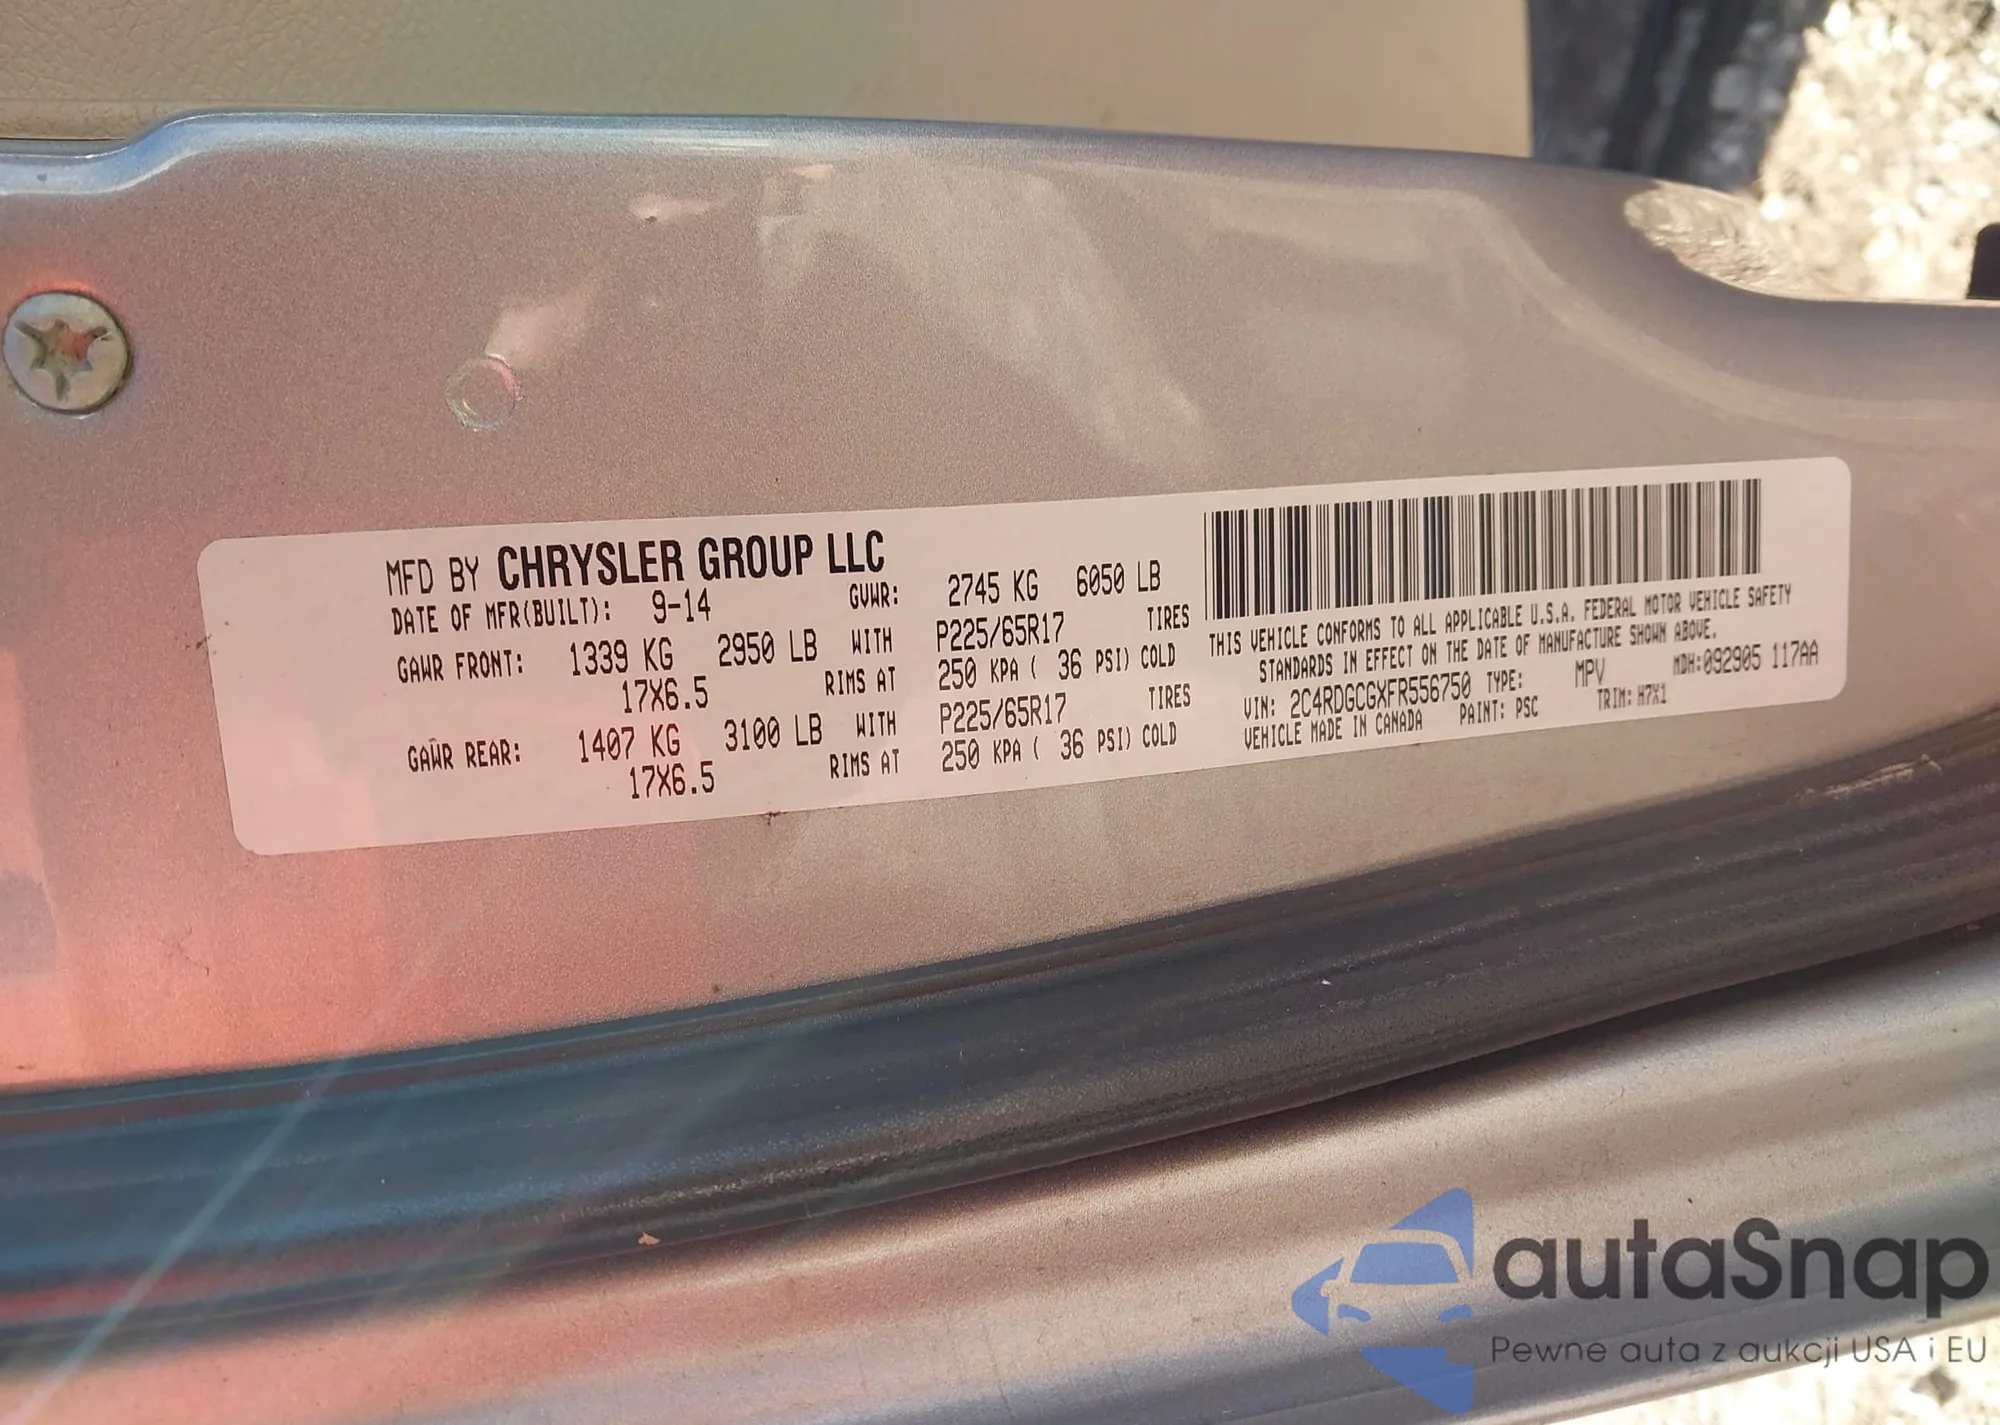 MFD BY CHRYSLER GROUP LLC
DATE OF MFR(BUILT): 9-14 GVWR: 2745 KG 6050 LB
GAWR FRONT: 1339 KG 2950 LB WITH P225/65R17 TIRES
17X6.5 RIMS AT 250 KPA ( 36 PSI) COLD
GAWR REAR: 1407 KG 3100 LB WITH P225/65R17 TIRES
17X6.5 RIMS AT 250 KPA ( 36 PSI) COLD
THIS VEHICLE CONFORMS TO ALL APPLICABLE U.S.A. FEDERAL MOTOR VEHICLE SAFETY
STANDARDS IN EFFECT ON THE DATE OF MANUFACTURE SHOWN ABOVE.
VIN: 2C4RDGCGXFR556750 TYPE: MPV MDH:092905 117AA
VEHICLE MADE IN CANADA PAINT: PSC TRIM: H7X1
autaSnap
Pewne auta z aukcji USA i EU